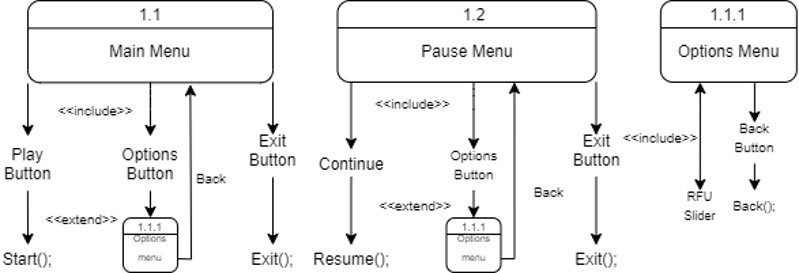 1.1
Main Menu
<<include>>
Play
Button
Options
Button
Exit
Button
Back
<<extend>>
1.1.1
Options
menu
Start();
Exit();
1.2
Pause Menu
<<include>>
Continue
Options
Button
Exit
Button
Back
<<extend>>
1.1.1
Options
menu
Resume();
Exit();
1.1.1
Options Menu
<<include>>
Back
Button
RFU
Slider
Back();